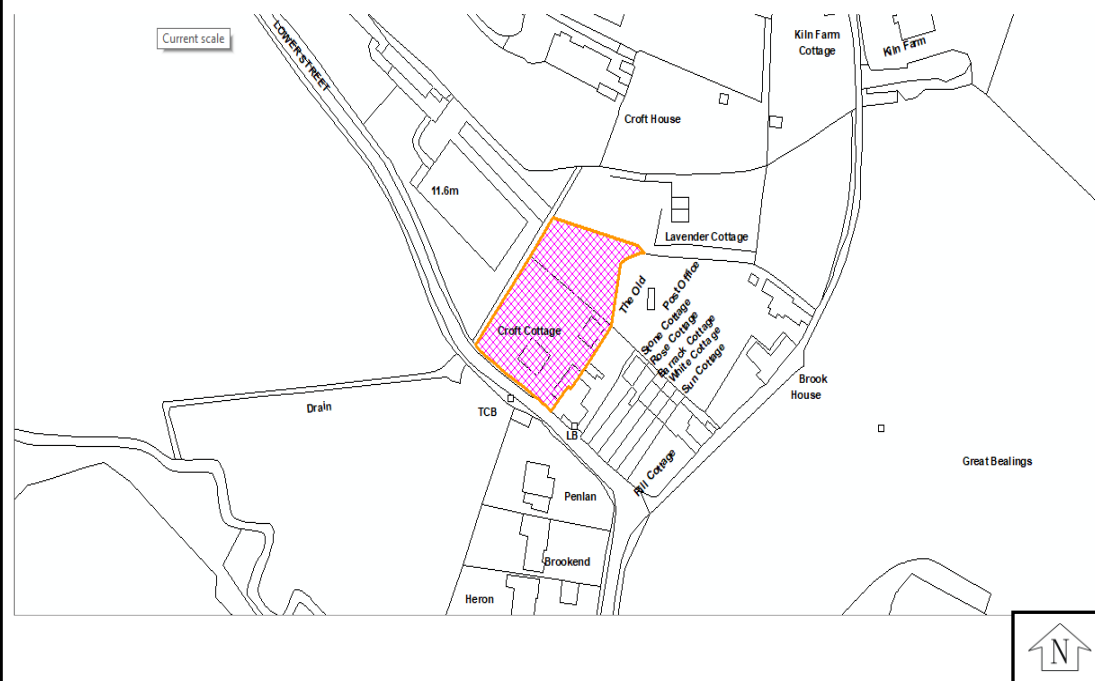 Current scale
LOWER STREET
Kiln Farm
Cottage
Kiln Farm
Croft House
11.6m
Lavender Cottage
The Old
Post Office
Stone Cottage
Rose Cottage
Barrack Cottage
White Cottage
Sun Cottage
Croft Cottage
Brook
House
Drain
TCB
LB
Great Bealings
Rill Cottage
Penlan
Brookend
Heron
N